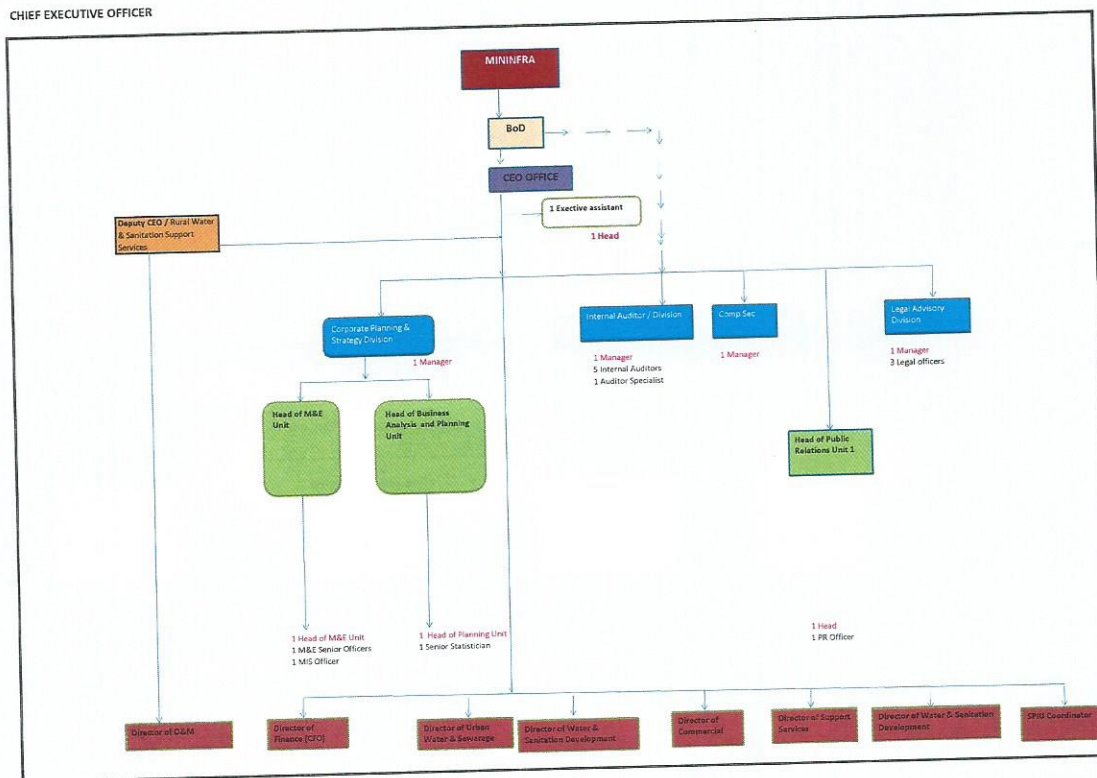 CHIEF EXECUTIVE OFFICER
MININFRA
BoD
CEO OFFICE
1 Exective assistant
1 Head
Deputy CEO / Rural Water
& Sanitation Support
Services
Corporate Planning &
Strategy Division
1 Manager
Internal Auditor / Division
1 Manager
5 Internal Auditors
1 Auditor Specialist
Comp Sec
1 Manager
Legal Advisory
Division
1 Manager
3 Legal officers
Head of M&E
Unit
Head of Business
Analysis and Planning
Unit
Head of Public
Relations Unit 1
1 Head of M&E Unit
1 M&E Senior Officers
1 MIS Officer
1 Head of Planning Unit
1 Senior Statistician
1 Head
1 PR Officer
Director of O&M
Director of
Finance (CFO)
Director of Urban
Water & Sewerage
Director of Water &
Sanitation Development
Director of
Commercial
Director of Support
Services
Director of Water & Sanitation
Development
SPIU Coordinator